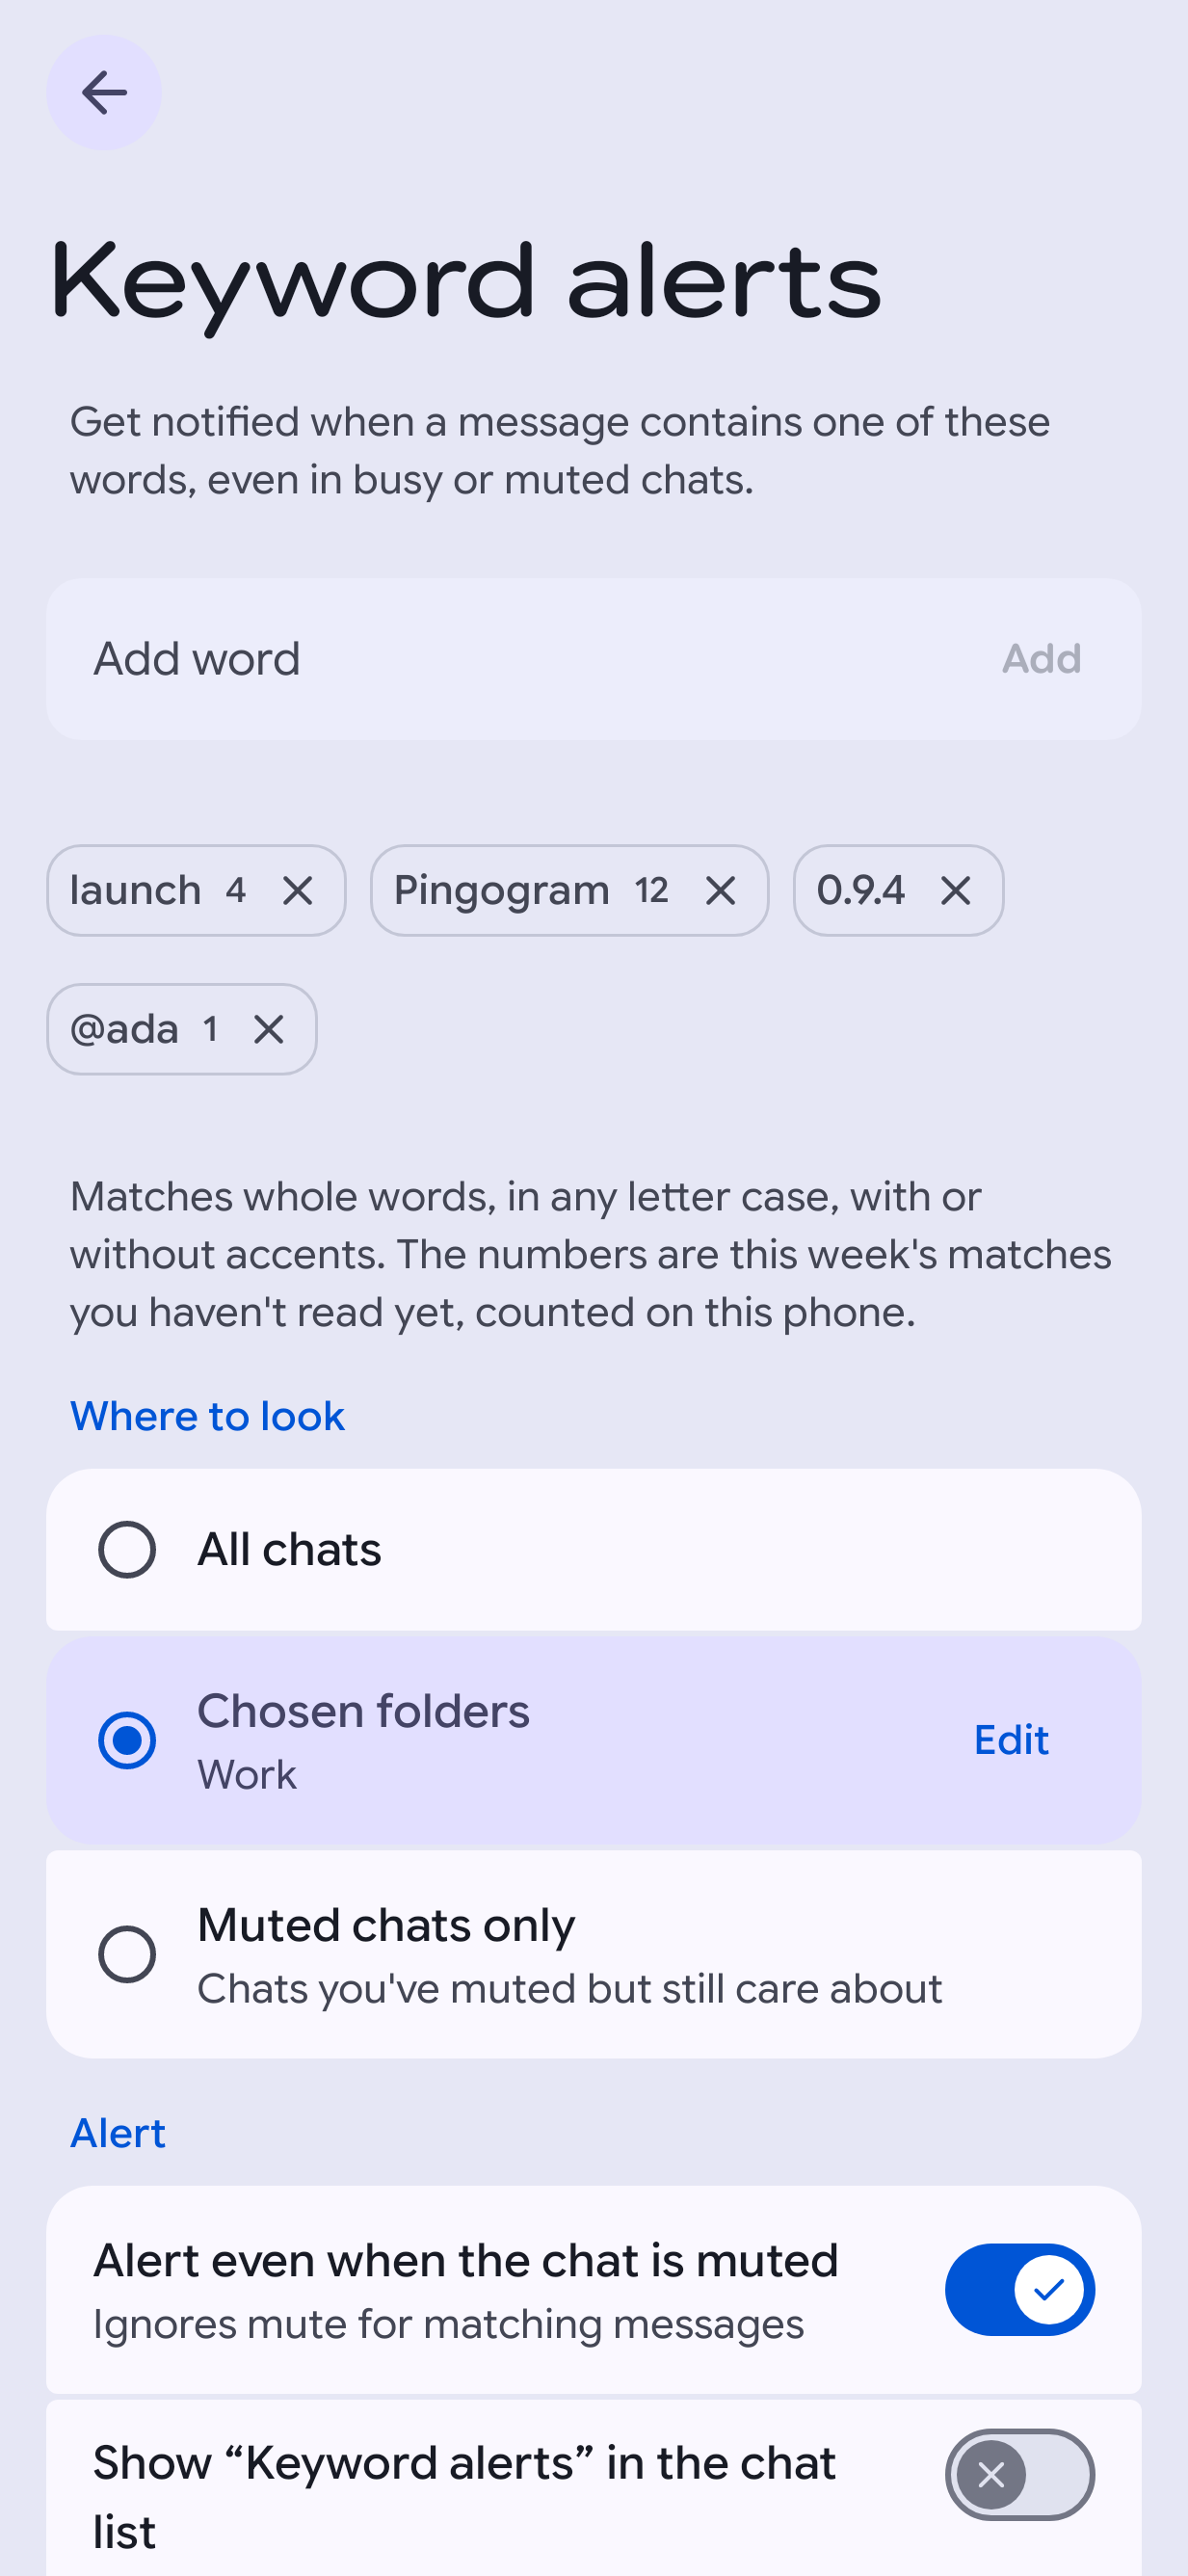 Keyword alerts
Get notified when a message contains one of these
words, even in busy or muted chats.
Add word Add
launch 4 Pingogram 12 0.9.4
@ada 1
Matches whole words, in any letter case, with or
without accents. The numbers are this week's matches
you haven't read yet, counted on this phone.
Where to look
All chats
Chosen folders
Work
Edit
Muted chats only
Chats you've muted but still care about
Alert
Alert even when the chat is muted
Ignores mute for matching messages
Show “Keyword alerts” in the chat
list